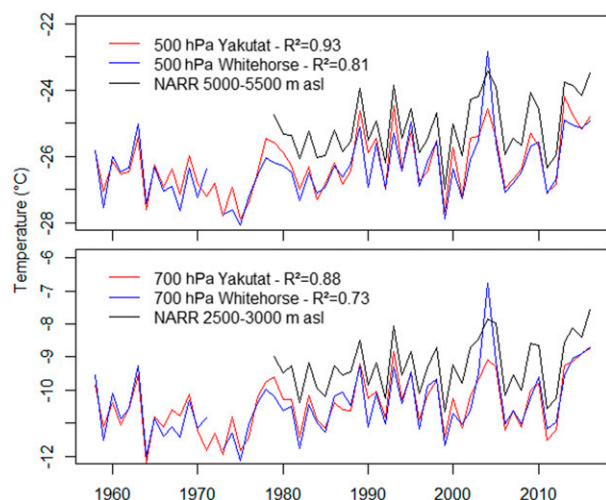 -22
-24
-26
-28
500 hPa Yakutat - R²=0.93
500 hPa Whitehorse - R²=0.81
NARR 5000-5500 m asl
Temperature (°C)
-6
-7
-8
-9
-10
-12
700 hPa Yakutat - R²=0.88
700 hPa Whitehorse - R²=0.73
NARR 2500-3000 m asl
1960 1970 1980 1990 2000 2010